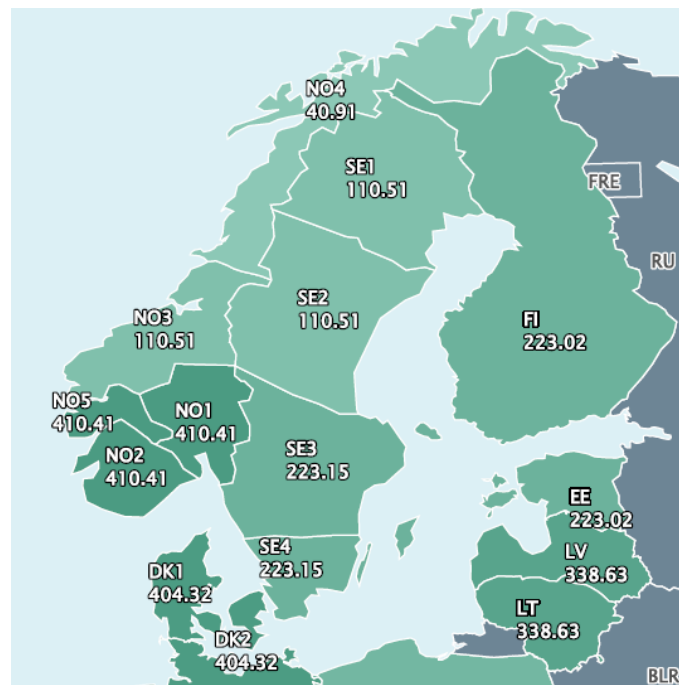 NO4
40.91
SE1
110.51
FRE
RU
SE2
110.51
NO3
110.51
FI
223.02
NO5
410.41
NO1
410.41
NO2
410.41
SE3
223.15
EE
223.02
SE4
223.15
LV
338.63
DK1
404.32
LT
338.63
DK2
404.32
BLR